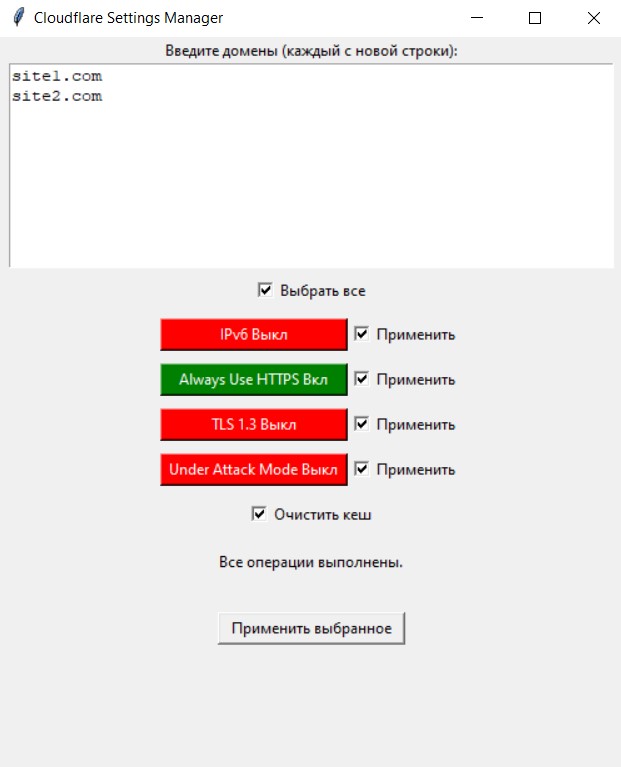 Cloudflare Settings Manager
Введите домены (каждый с новой строки):
site1.com
site2.com
Выбрать все
IPv6 Выкл Применить
Always Use HTTPS Вкл Применить
TLS 1.3 Выкл Применить
Under Attack Mode Выкл Применить
Очистить кеш
Все операции выполнены.
Применить выбранное